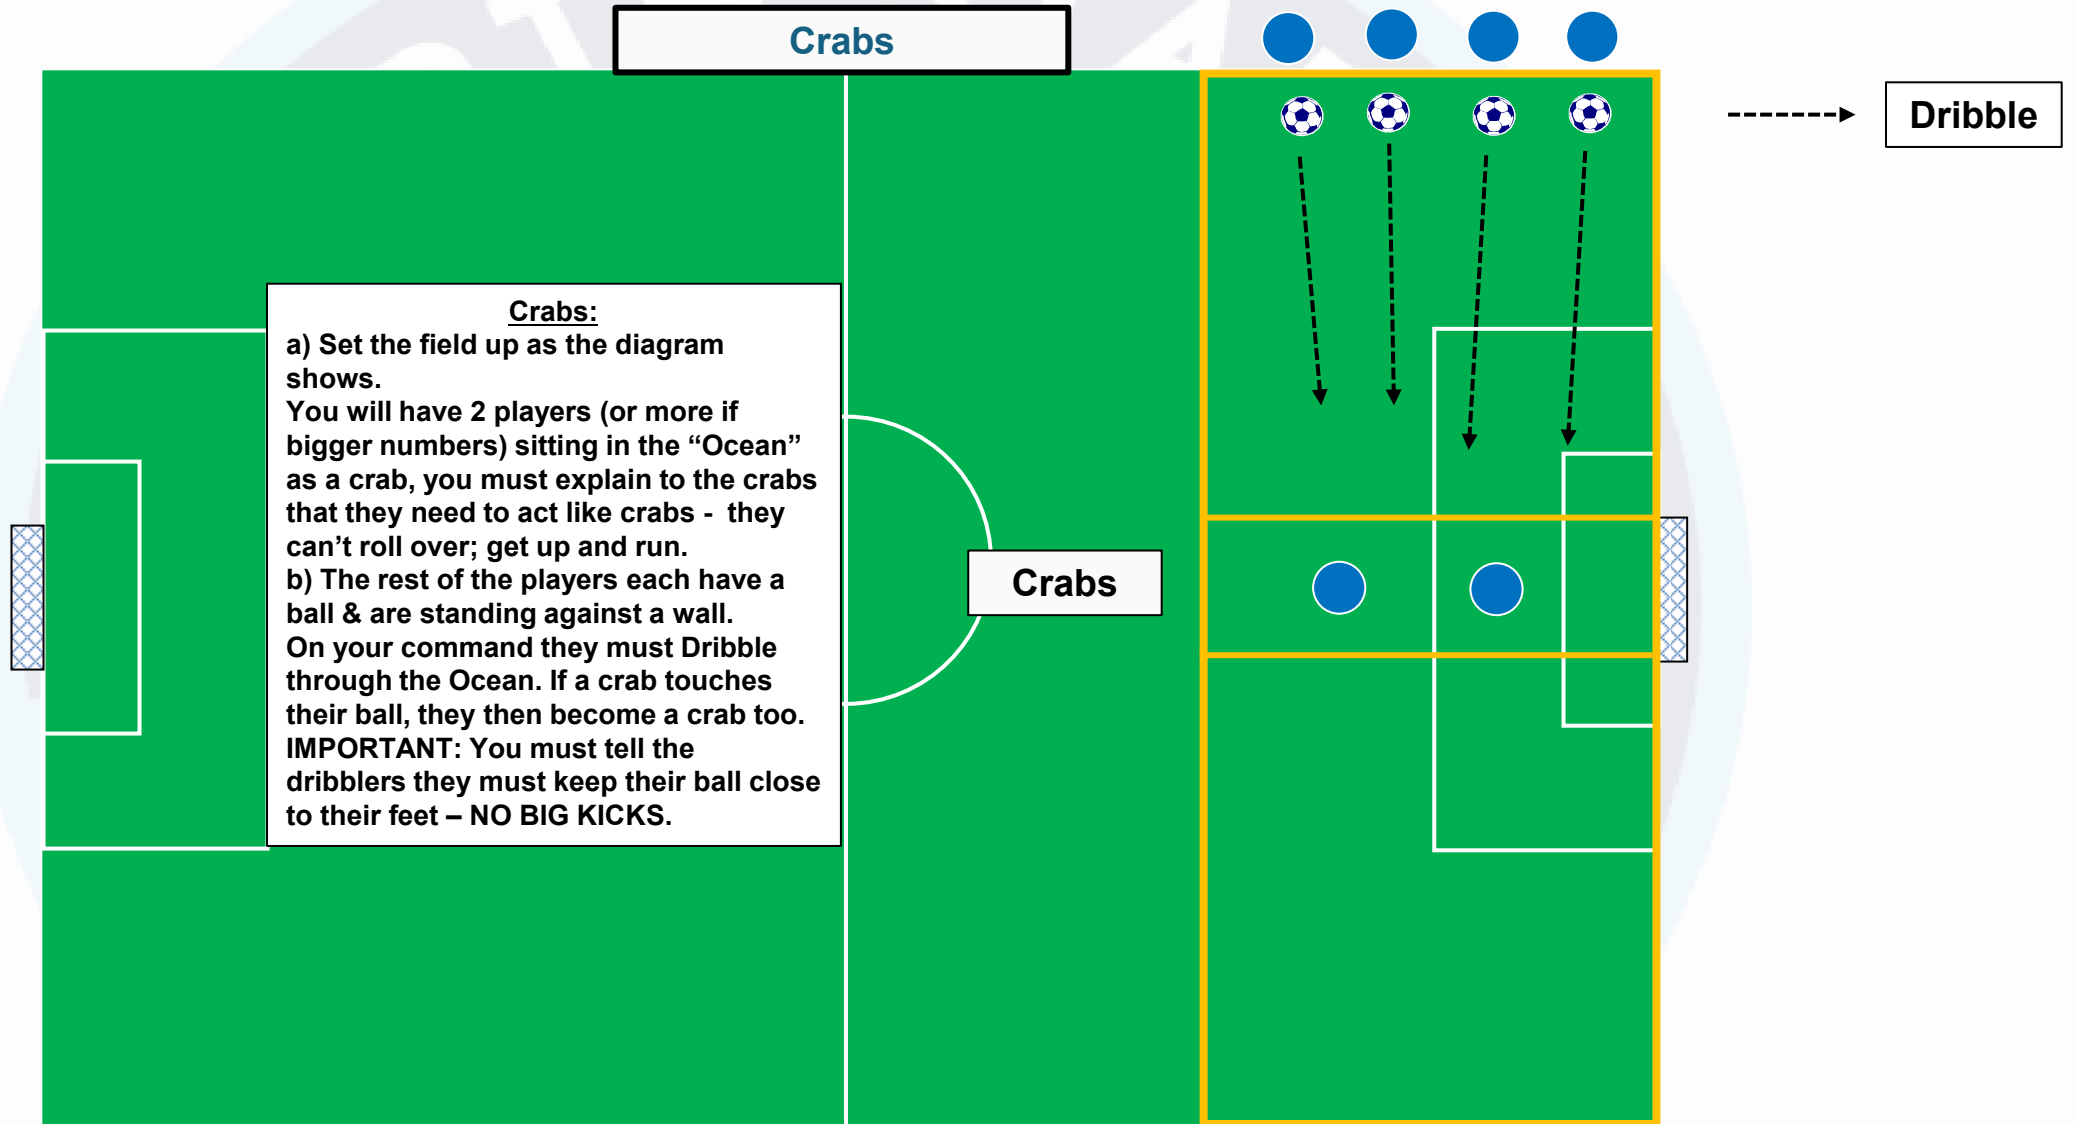 Crabs
Dribble
Crabs:
a) Set the field up as the diagram
shows.
You will have 2 players (or more if
bigger numbers) sitting in the “Ocean”
as a crab, you must explain to the crabs
that they need to act like crabs -  they
can’t roll over; get up and run.
b) The rest of the players each have a
ball & are standing against a wall.
On your command they must Dribble
through the Ocean. If a crab touches
their ball, they then become a crab too.
IMPORTANT: You must tell the
dribblers they must keep their ball close
to their feet – NO BIG KICKS.
Crabs